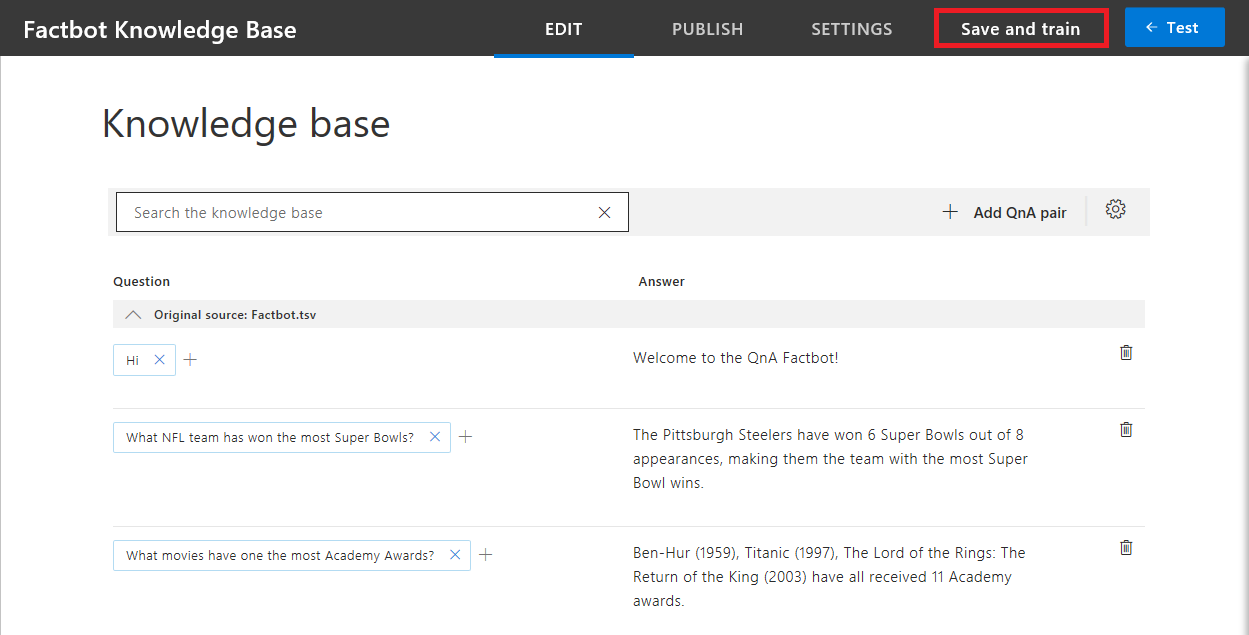 Factbot Knowledge Base EDIT PUBLISH SETTINGS Save and train ← Test
Knowledge base
Search the knowledge base Add QnA pair
Question Answer
Original source: Factbot.tsv
Hi Welcome to the QnA Factbot!
What NFL team has won the most Super Bowls? The Pittsburgh Steelers have won 6 Super Bowls out of 8
appearances, making them the team with the most Super
Bowl wins.
What movies have one the most Academy Awards? Ben-Hur (1959), Titanic (1997), The Lord of the Rings: The
Return of the King (2003) have all received 11 Academy
awards.